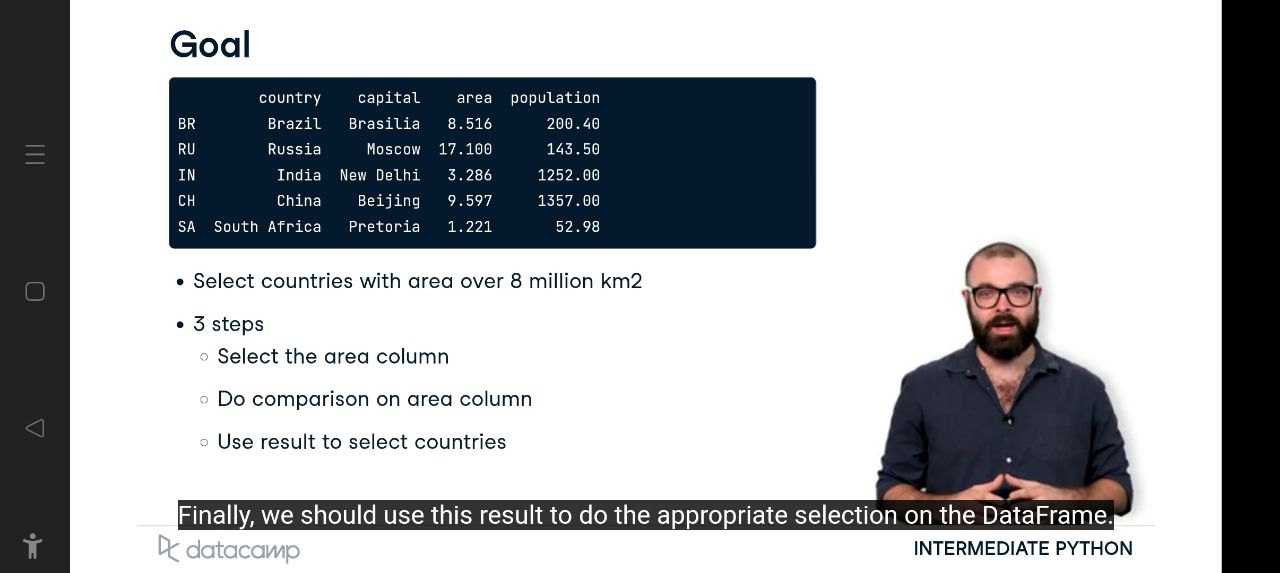 Goal
country capital area population
BR Brazil Brasilia 8.516 200.40
RU Russia Moscow 17.100 143.50
IN India New Delhi 3.286 1252.00
CH China Beijing 9.597 1357.00
SA South Africa Pretoria 1.221 52.98
• Select countries with area over 8 million km2
• 3 steps
○ Select the area column
○ Do comparison on area column
○ Use result to select countries
Finally, we should use this result to do the appropriate selection on the DataFrame.
datacamp
INTERMEDIATE PYTHON